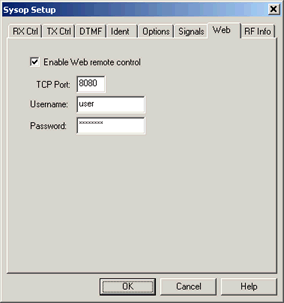 Sysop Setup
RX Ctrl TX Ctrl DTMF Ident Options Signals Web RF Info
Enable Web remote control
TCP Port: 8080
Username: user
Password: ********
OK Cancel Help